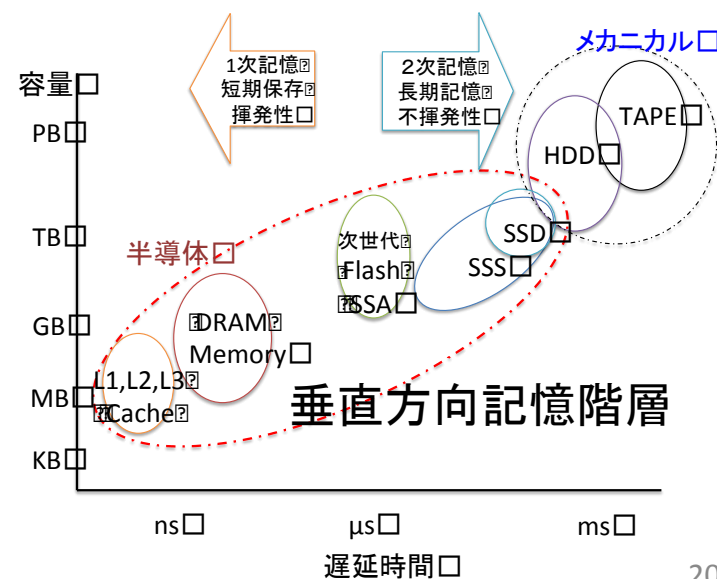 メカニカル□
1次記憶⍰
短期保存⍰
揮発性□
2次記憶⍰
長期記憶⍰
不揮発性□
容量□
PB□
TAPE□
HDD□
TB□
半導体□
次世代⍰
⍰Flash⍰
⍰SSA□
SSD□
SSS□
GB□
⍰DRAM⍰
Memory□
MB□
L1,L2,L3⍰
⍰Cache⍰
垂直方向記憶階層
KB□
ns□
μs□
ms□
遅延時間□
20